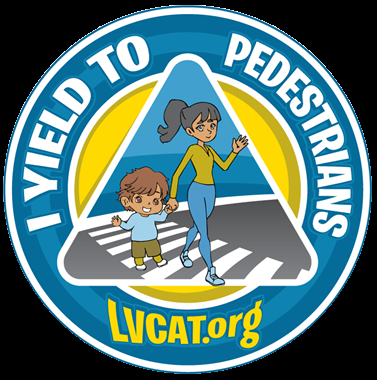 I YIELD TO PEDESTRIANS
LVCAT.org